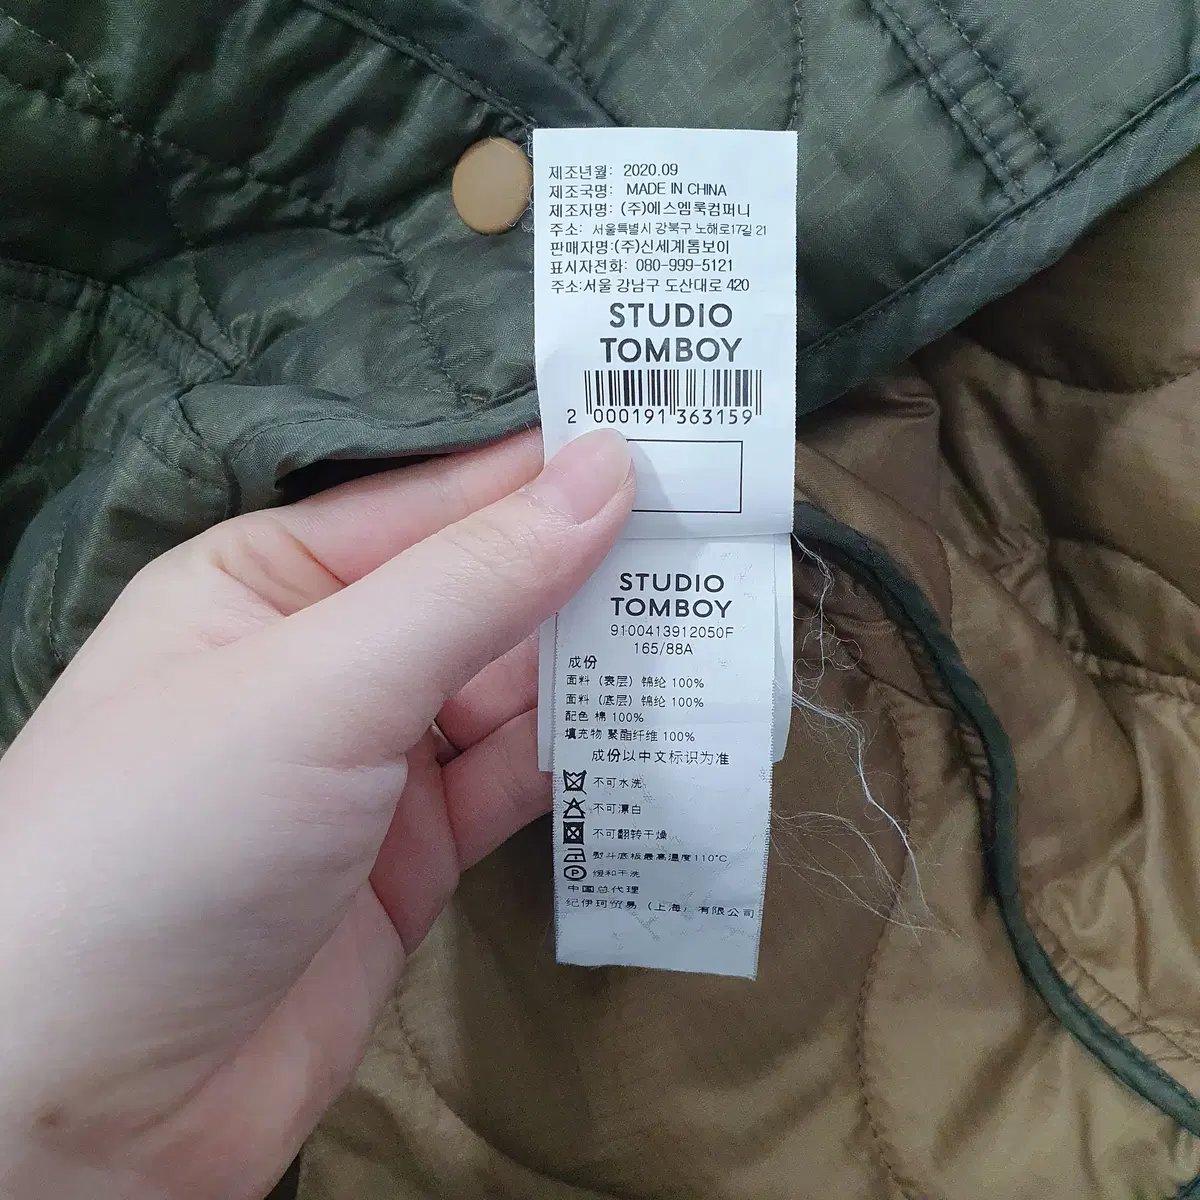 제조년월: 2020.09
제조국명: MADE IN CHINA
제조자명: (주)에스엠룩컴퍼니
주소: 서울특별시 강북구 노해로17길 21
판매자명:(주)신세계톰보이
표시자전화: 080-999-5121
주소:서울 강남구 도산대로 420
STUDIO
TOMBOY
2 000191 363159
STUDIO
TOMBOY
9100413912050F
165/88A
成份
面料（表层）锦纶 100%
面料（底层）锦纶 100%
配色 棉 100%
填充物 聚酯纤维 100%
成份以中文标识为准
不可水洗
不可漂白
不可翻转干燥
熨斗底板最高温度110°C
P 缓和干洗
中国总代理
纪伊珂贸易（上海）有限公司